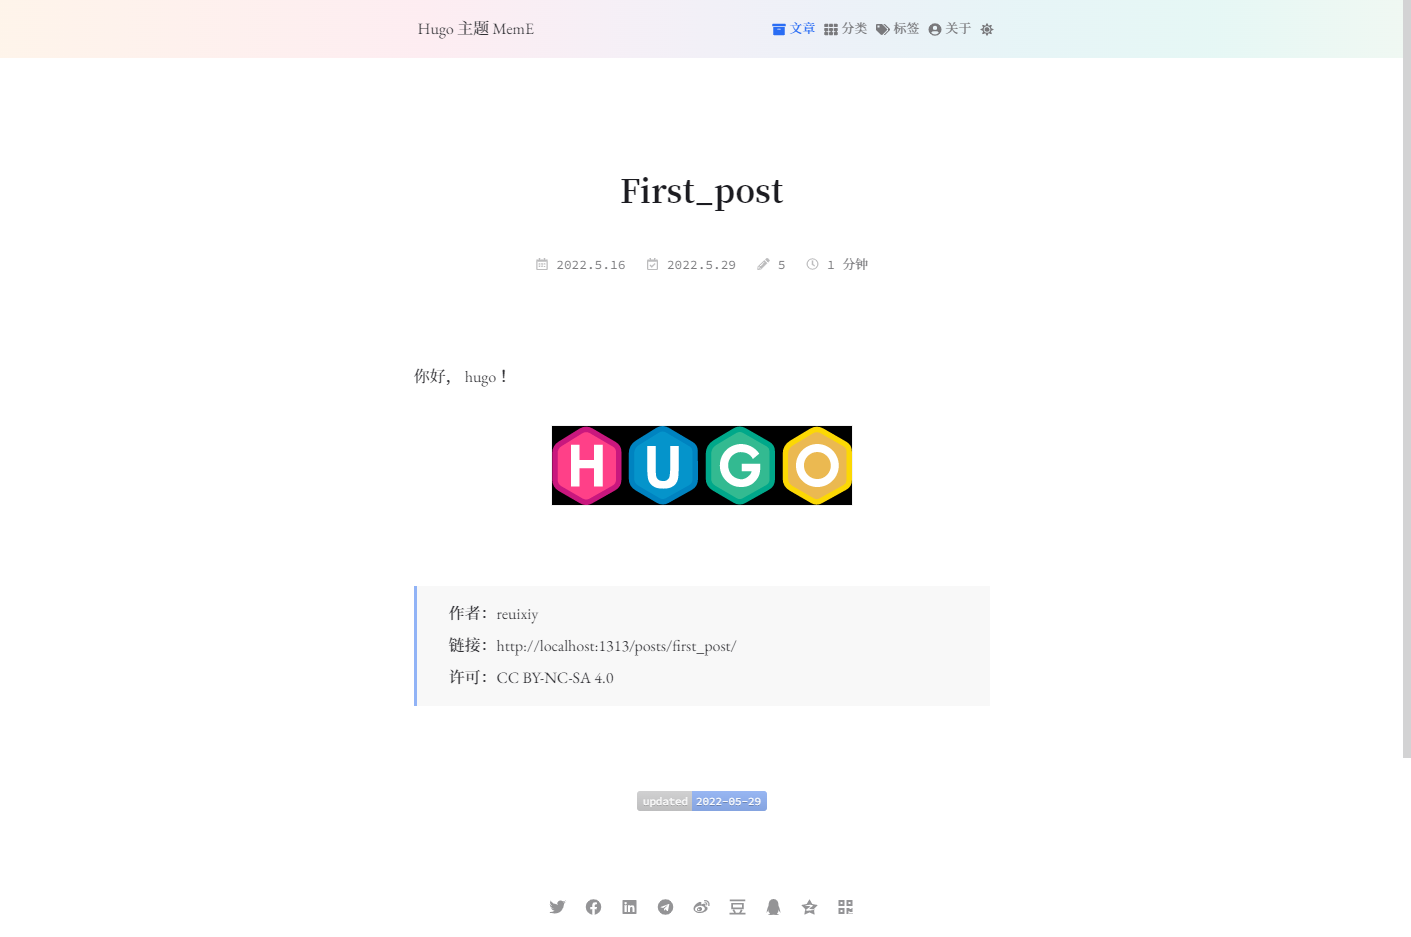 Hugo 主题 MemE
文章 分类 标签 关于
First_post
2022.5.16 2022.5.29 5 1 分钟
你好， hugo！
HUGO
作者：reuixiy
链接：http://localhost:1313/posts/first_post/
许可：CC BY-NC-SA 4.0
updated 2022-05-29
豆